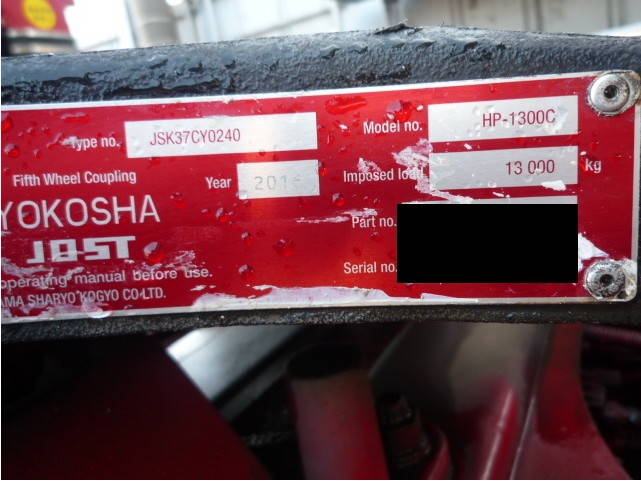 Type no. JSK37CY0240 Model no. HP-1300C
Fifth Wheel Coupling Year Imposed load 13 000 kg
YOKOSHA Part no.
JOST
operating manual before use. Serial no.
AMA SHARYO KOGYO CO-LTD.